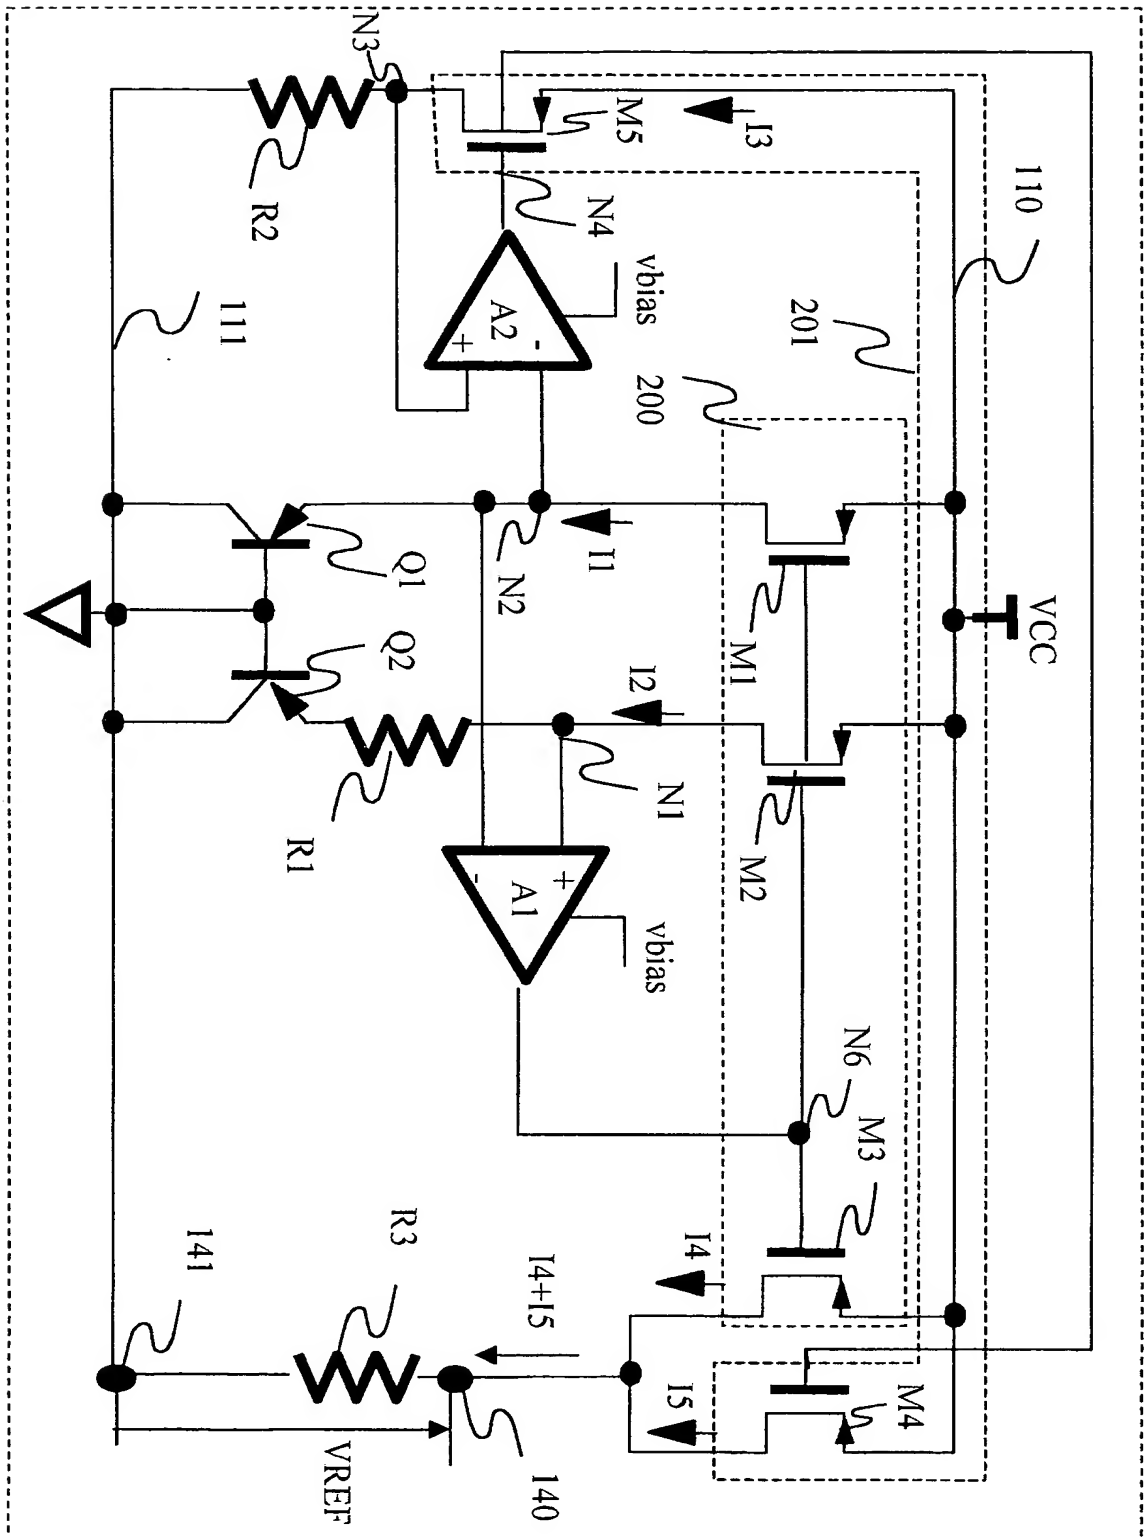 110
VCC
I3
201
M1
M2
N6
M3
M4
M5
N4
vbias
200
I1
I2
N1
vbias
I4
I5
-
A2
+
N2
+
A1
-
I4+I5
140
N3
Q1
Q2
R3
VREF
R2
R1
111
141